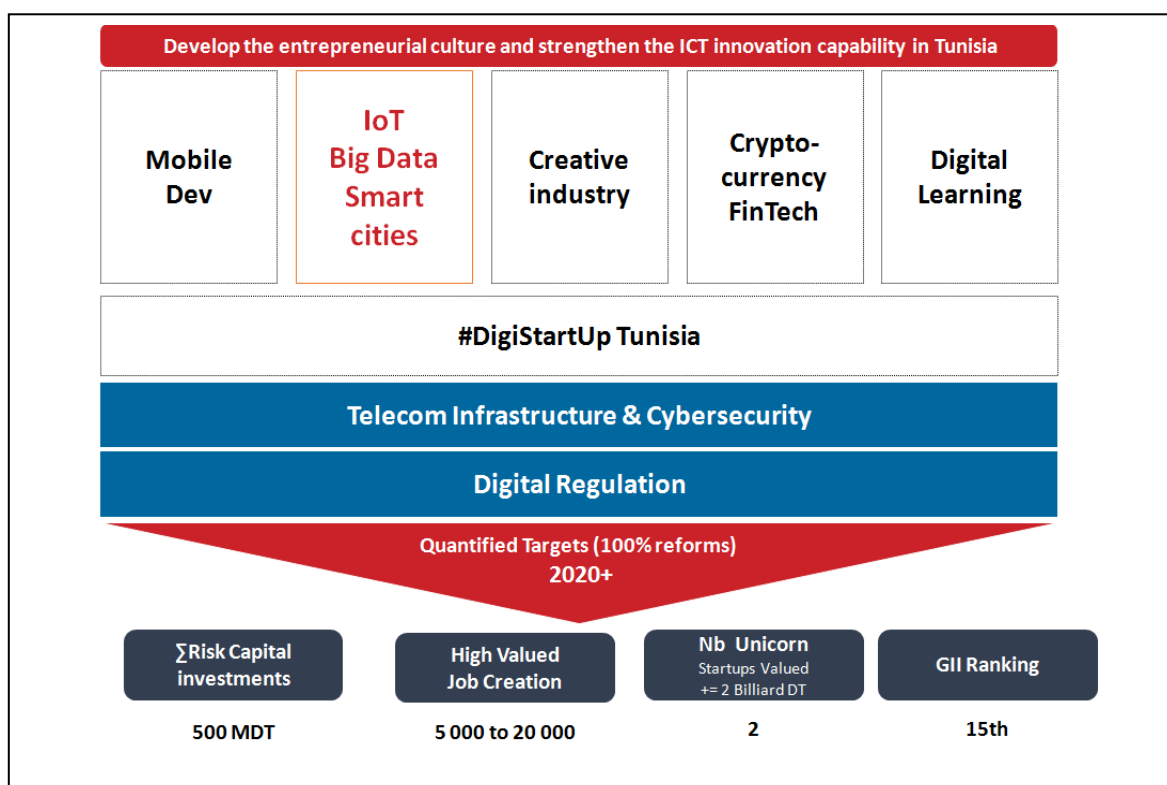 Develop the entrepreneurial culture and strengthen the ICT innovation capability in Tunisia
Mobile
Dev
IoT
Big Data
Smart
cities
Creative
industry
Crypto-
currency
FinTech
Digital
Learning
#DigiStartUp Tunisia
Telecom Infrastructure & Cybersecurity
Digital Regulation
Quantified Targets (100% reforms)
2020+
∑Risk Capital
investments
500 MDT
High Valued
Job Creation
5 000 to 20 000
Nb Unicorn
Startups Valued
+= 2 Billiard DT
2
GII Ranking
15th